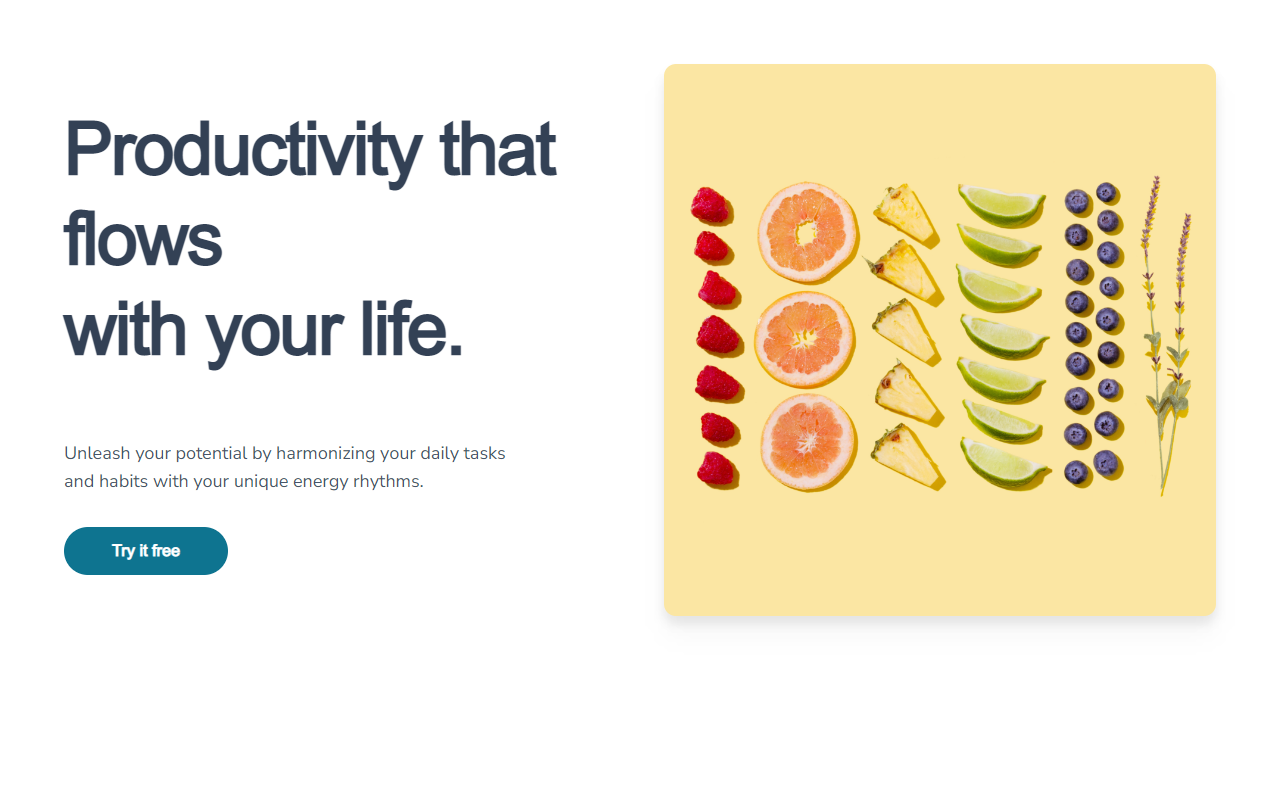 Productivity that
flows
with your life.
Unleash your potential by harmonizing your daily tasks
and habits with your unique energy rhythms.
Try it free